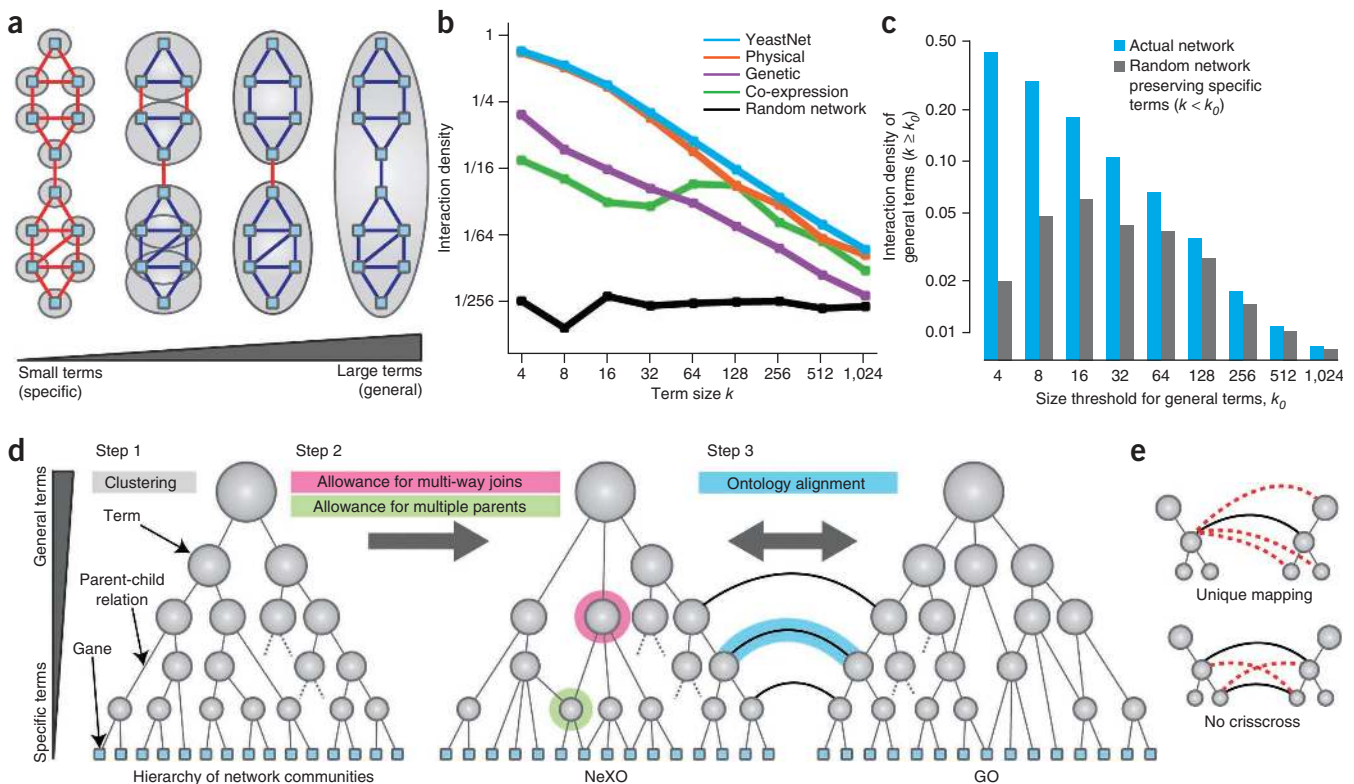 a
Small terms
(specific)
Large terms
(general)
b
Interaction density
1
1/4
1/16
1/64
1/256
YeastNet
Physical
Genetic
Co-expression
Random network
4 8 16 32 64 128 256 512 1,024
Term size k
c
Interaction density of
general terms (k ≥ k0)
0.50
0.20
0.10
0.05
0.02
0.01
Actual network
Random network
preserving specific
terms (k < k0)
4 8 16 32 64 128 256 512 1,024
Size threshold for general terms, k0
d
General terms
Specific terms
Step 1
Clustering
Term
Parent-child
relation
Gane
Hierarchy of network communities
Step 2
Allowance for multi-way joins
Allowance for multiple parents
NeXO
Step 3
Ontology alignment
GO
e
Unique mapping
No crisscross